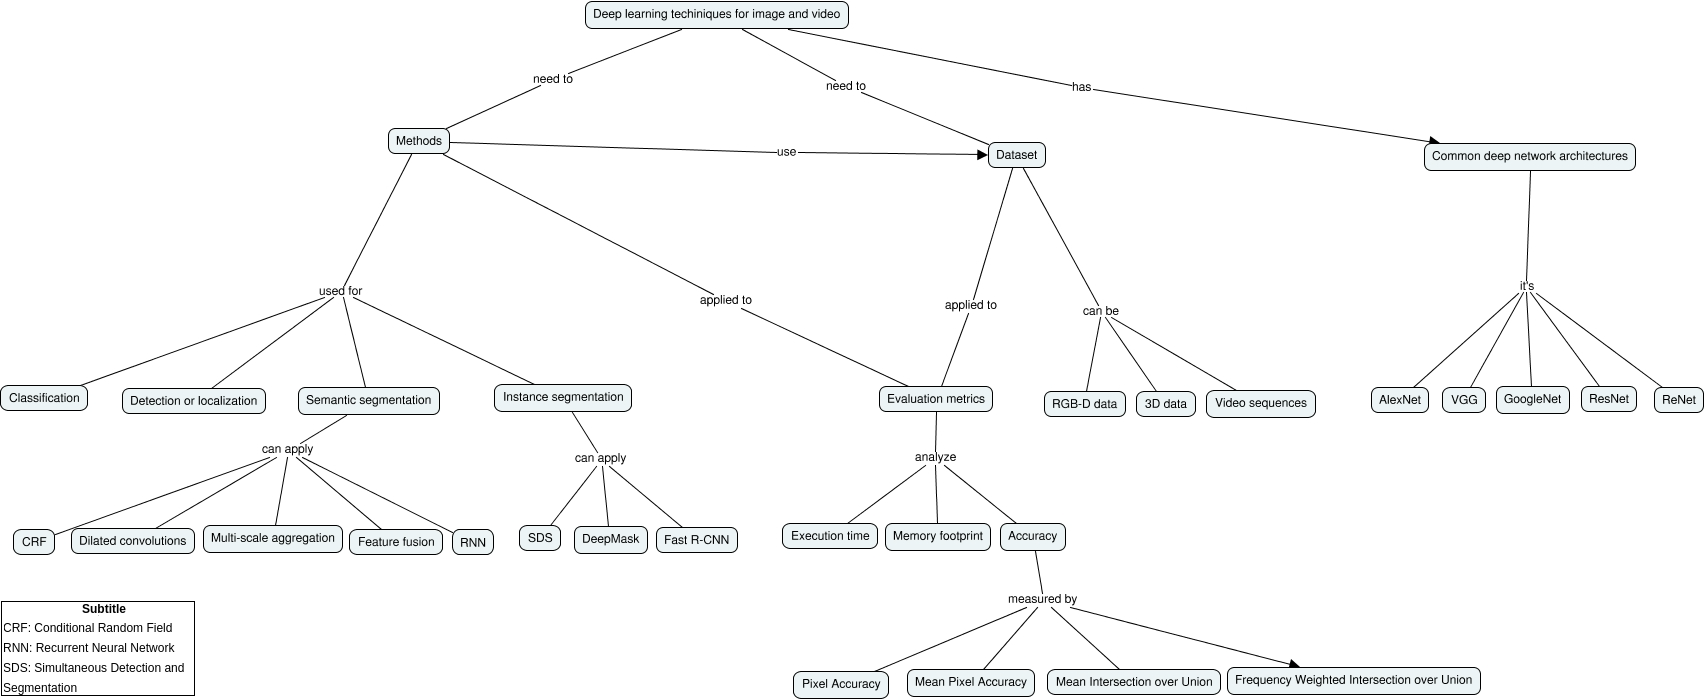 Deep learning techiniques for image and video
need to
need to
has
Methods
use
Dataset
Common deep network architectures
used for
applied to
applied to
can be
it's
Classification
Detection or localization
Semantic segmentation
Instance segmentation
Evaluation metrics
RGB-D data
3D data
Video sequences
AlexNet
VGG
GoogleNet
ResNet
ReNet
can apply
can apply
analyze
CRF
Dilated convolutions
Multi-scale aggregation
Feature fusion
RNN
SDS
DeepMask
Fast R-CNN
Execution time
Memory footprint
Accuracy
measured by
Pixel Accuracy
Mean Pixel Accuracy
Mean Intersection over Union
Frequency Weighted Intersection over Union
Subtitle
CRF: Conditional Random Field
RNN: Recurrent Neural Network
SDS: Simultaneous Detection and
Segmentation